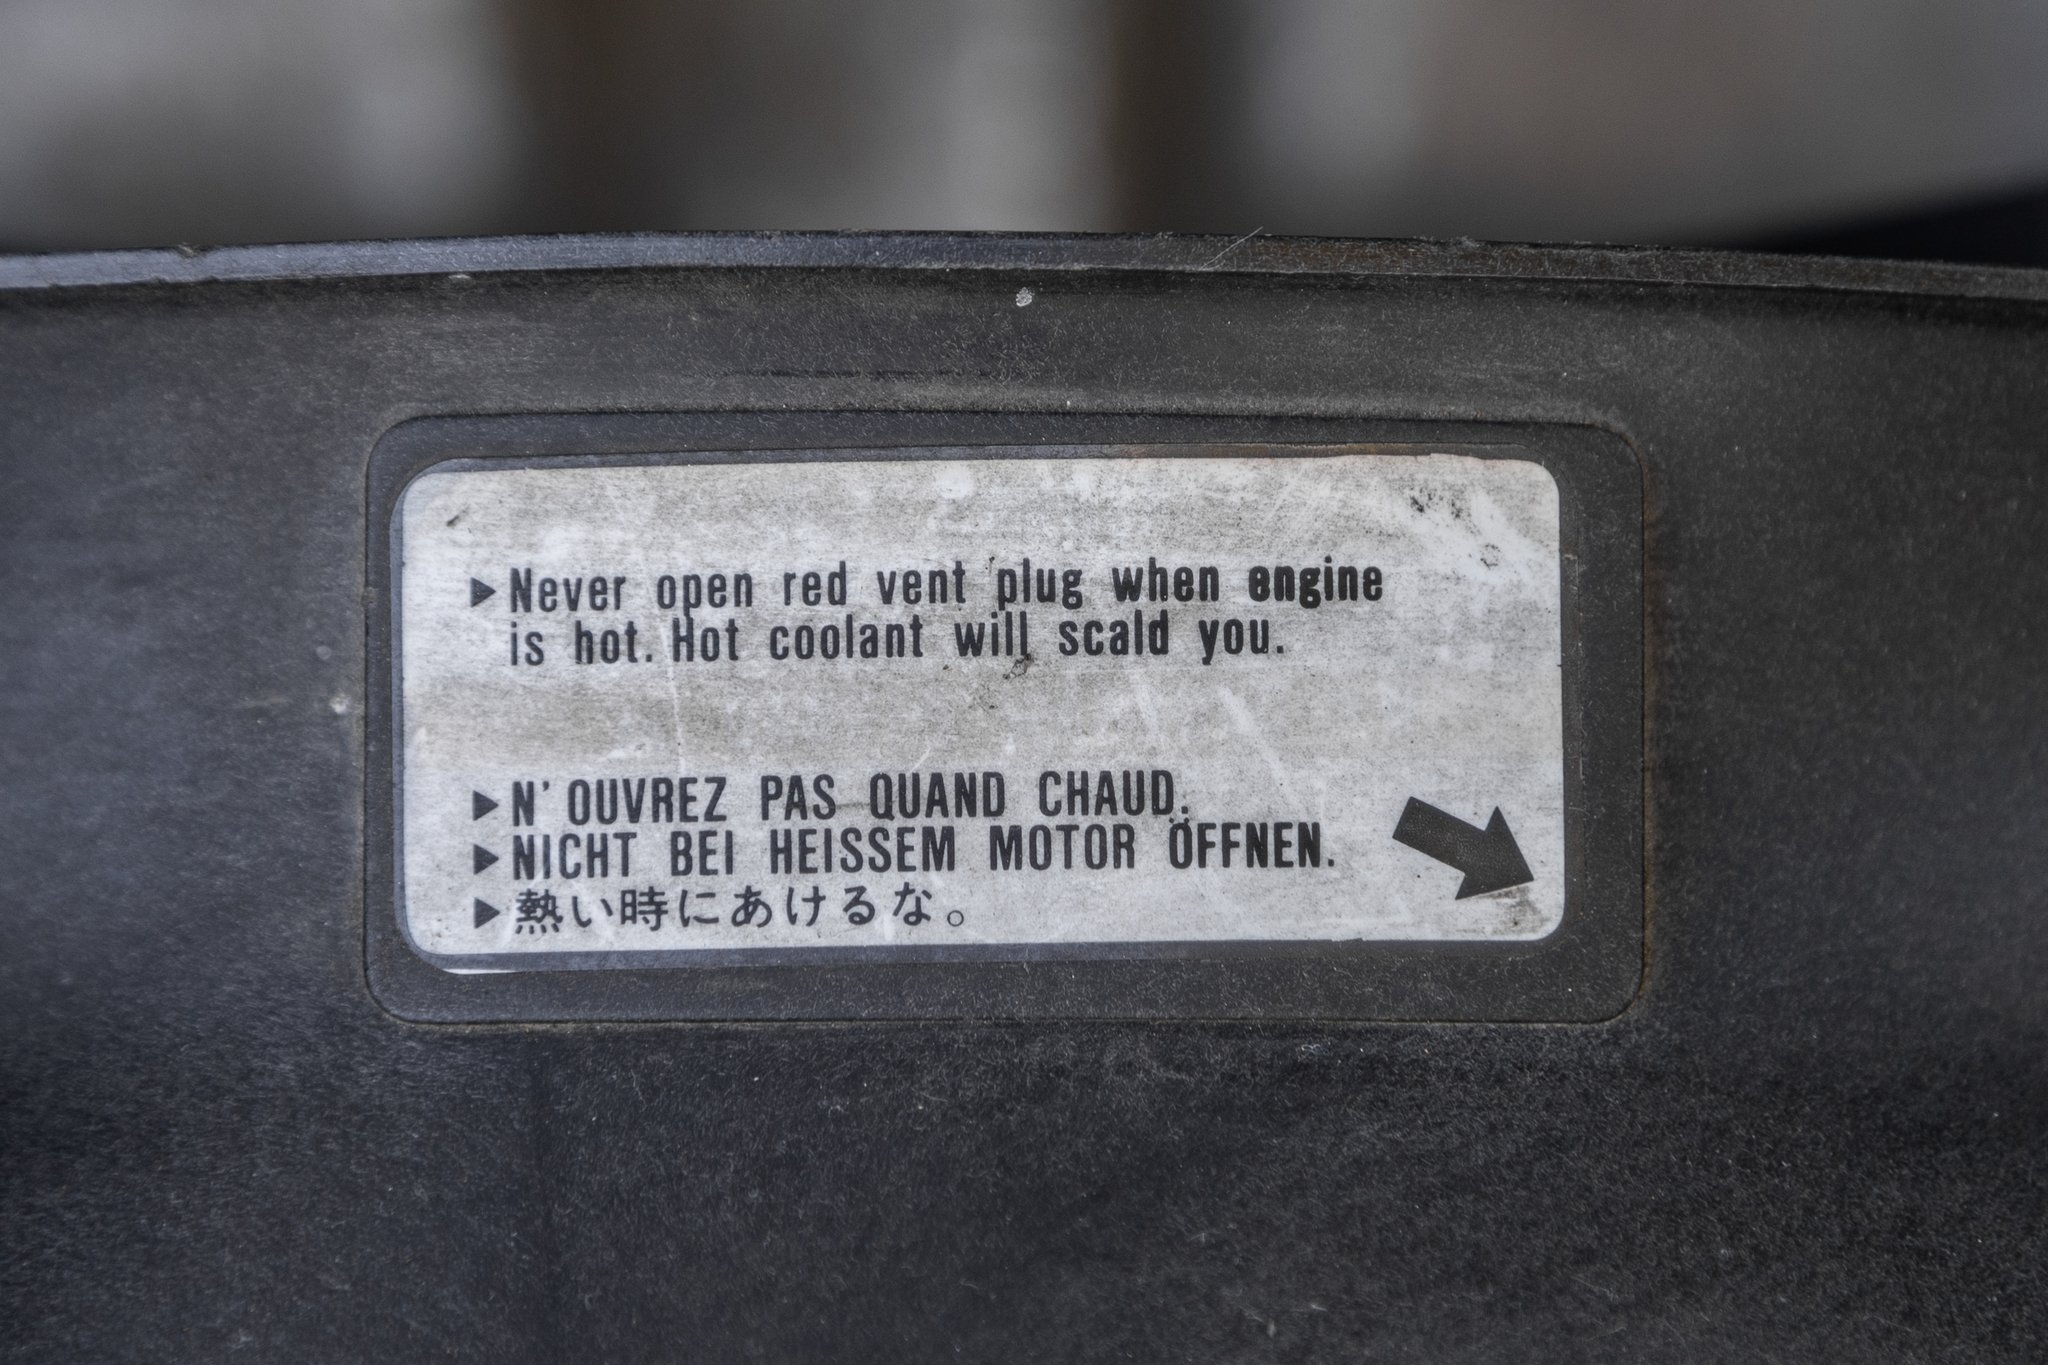 ▶Never open red vent plug when engine
is hot. Hot coolant will scald you.
▶N'OUVREZ PAS QUAND CHAUD.
▶NICHT BEI HEISSEM MOTOR ÖFFNEN.
▶熱い時にあけるな。